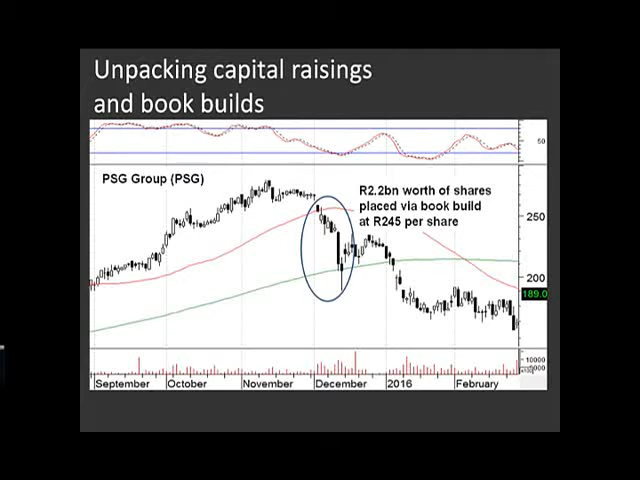 Unpacking capital raisings
and book builds
50
PSG Group (PSG)
R2.2bn worth of shares
placed via book build
at R245 per share
250
200
189.0
10000
5000
September October November December 2016 February